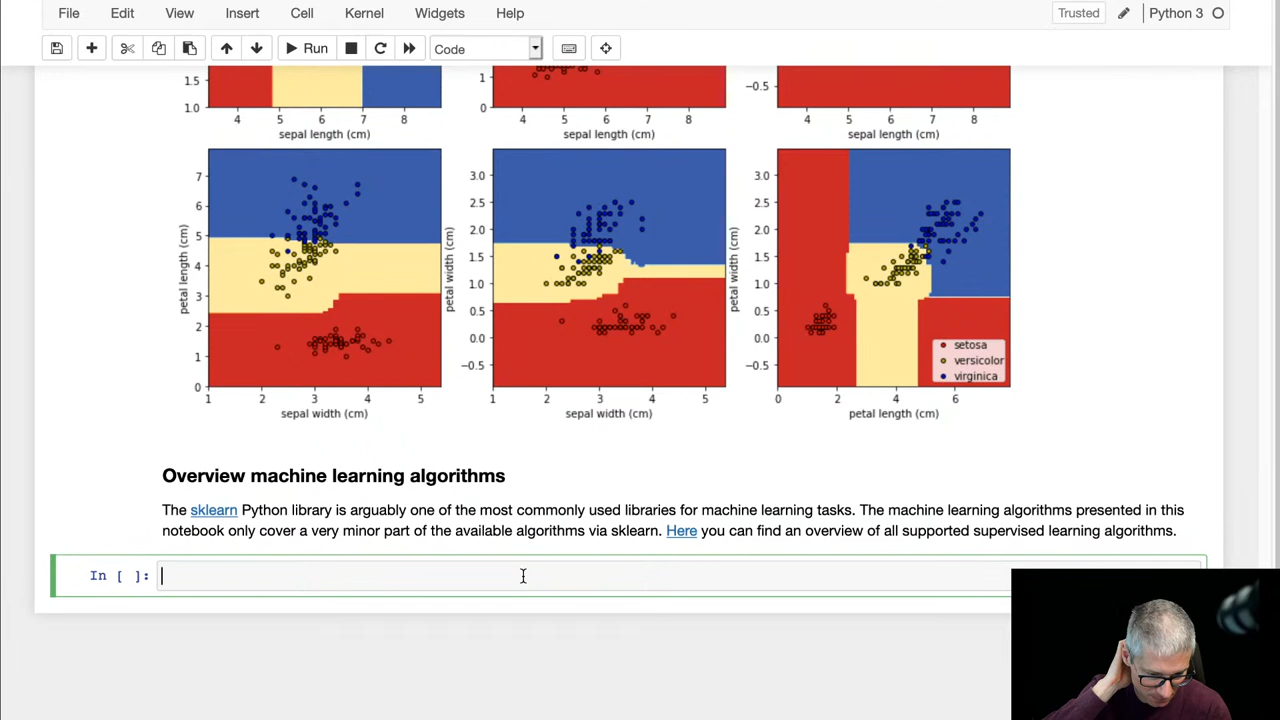 File Edit View Insert Cell Kernel Widgets Help Trusted Python 3
Run Code
1.5 1 −0.5
1.0 0
4 5 6 7 8 4 5 6 7 8 4 5 6 7 8
sepal length (cm) sepal length (cm) sepal length (cm)
petal length (cm)
7
6
5
4
3
2
1
0
1 2 3 4 5
sepal width (cm)
petal width (cm)
3.0
2.5
2.0
1.5
1.0
0.5
0.0
−0.5
1 2 3 4 5
sepal width (cm)
petal width (cm)
3.0
2.5
2.0
1.5
1.0
0.5
0.0
−0.5
setosa
versicolor
virginica
0 2 4 6
petal length (cm)
Overview machine learning algorithms
The sklearn Python library is arguably one of the most commonly used libraries for machine learning tasks. The machine learning algorithms presented in this
notebook only cover a very minor part of the available algorithms via sklearn. Here you can find an overview of all supported supervised learning algorithms.
In [ ]: